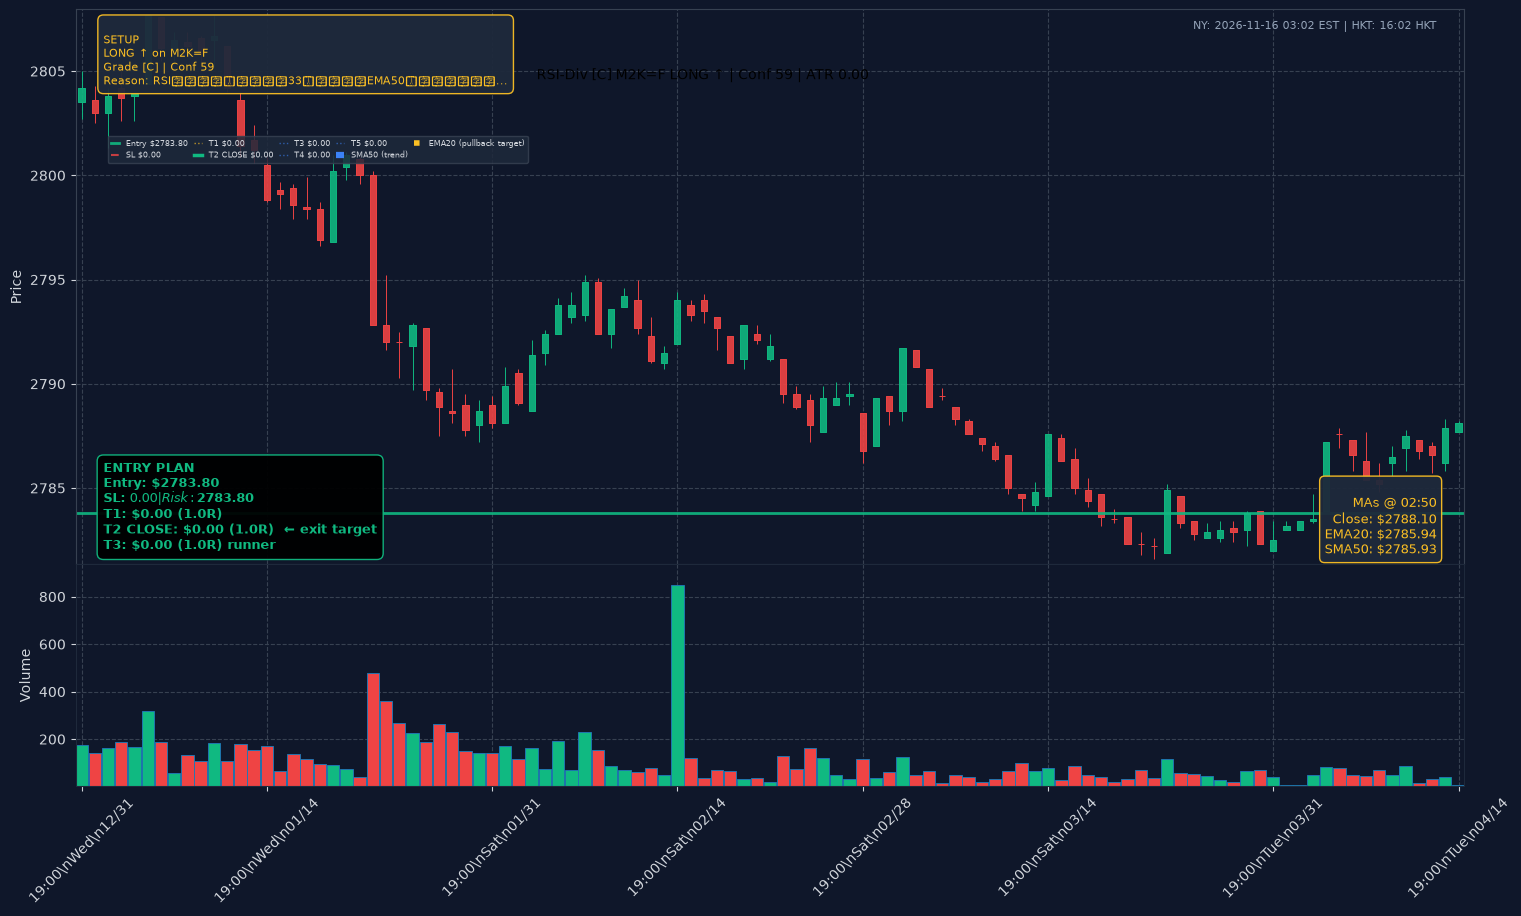 NY: 2026-11-16 03:02 EST | HKT: 16:02 HKT
SETUP
LONG ↑ on M2K=F
Grade [C] | Conf 59
Reason: RSI 33 EMA50 ...
RSI-Div [C] M2K=F LONG ↑ | Conf 59 | ATR 0.00
Entry $2783.80 T1 $0.00 T3 $0.00 T5 $0.00 EMA20 (pullback target)
SL $0.00 T2 CLOSE $0.00 T4 $0.00 SMA50 (trend)
Price
2805
2800
2795
2790
2785
ENTRY PLAN
Entry: $2783.80
SL: 0.00|Risk:2783.80
T1: $0.00 (1.0R)
T2 CLOSE: $0.00 (1.0R) ← exit target
T3: $0.00 (1.0R) runner
MAs @ 02:50
Close: $2788.10
EMA20: $2785.94
SMA50: $2785.93
Volume
800
600
400
200
19:00\nWed\n12/31
19:00\nWed\n01/14
19:00\nSat\n01/31
19:00\nSat\n02/14
19:00\nSat\n02/28
19:00\nSat\n03/14
19:00\nTue\n03/31
19:00\nTue\n04/14